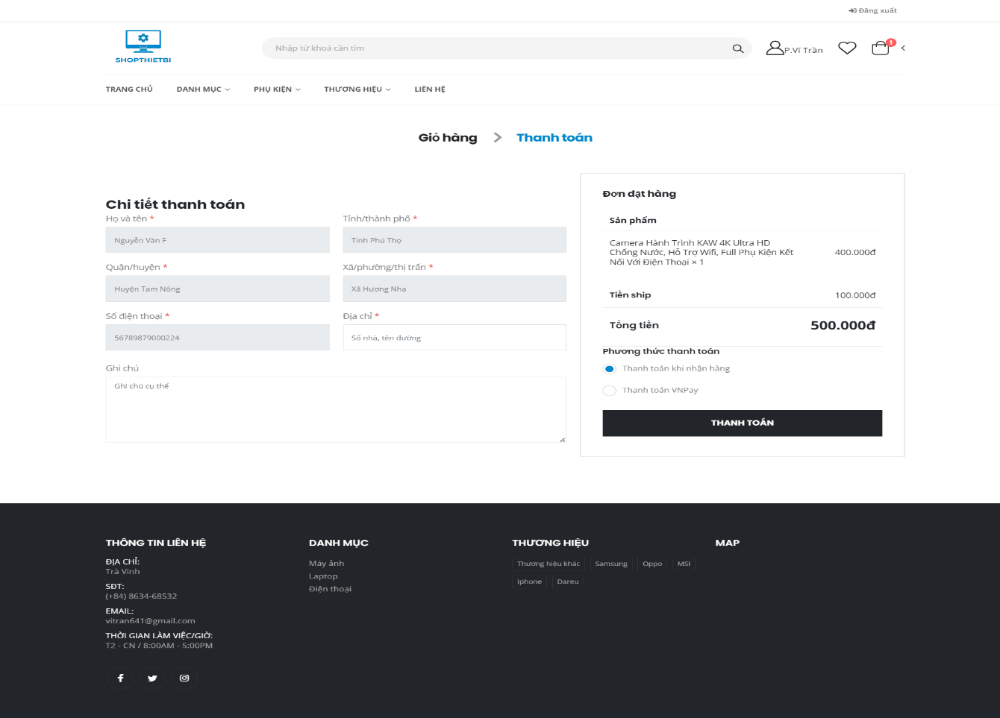 Đăng xuất
SHOPTHIETBI
Nhập từ khoá cần tìm
P.Vĩ Trần
1
TRANG CHỦ
DANH MỤC
PHỤ KIỆN
THƯƠNG HIỆU
LIÊN HỆ
Giỏ hàng
Thanh toán
Chi tiết thanh toán
Họ và tên *
Tỉnh/thành phố *
Nguyễn Văn F
Tỉnh Phú Thọ
Quận/huyện *
Xã/phường/thị trấn *
Huyện Tam Nông
Xã Hương Nha
Số điện thoại *
Địa chỉ *
56789879000224
Số nhà, tên đường
Ghi chú
Ghi chú cụ thể
Đơn đặt hàng
Sản phẩm
Camera Hành Trình KAW 4K Ultra HD
Chống Nước, Hỗ Trợ Wifi, Full Phụ Kiện Kết
Nối Với Điện Thoại × 1
400.000đ
Tiền ship
100.000đ
Tổng tiền
500.000đ
Phương thức thanh toán
Thanh toán khi nhận hàng
Thanh toán VNPay
THANH TOÁN
THÔNG TIN LIÊN HỆ
ĐỊA CHỈ:
Trà Vinh
SĐT:
(+84) 8634-68532
EMAIL:
vitran641@gmail.com
THỜI GIAN LÀM VIỆC/GIỜ:
T2 - CN / 8:00AM - 5:00PM
DANH MỤC
Máy ảnh
Laptop
Điện thoại
THƯƠNG HIỆU
Thương hiệu khác
Samsung
Oppo
MSI
Iphone
Dareu
MAP